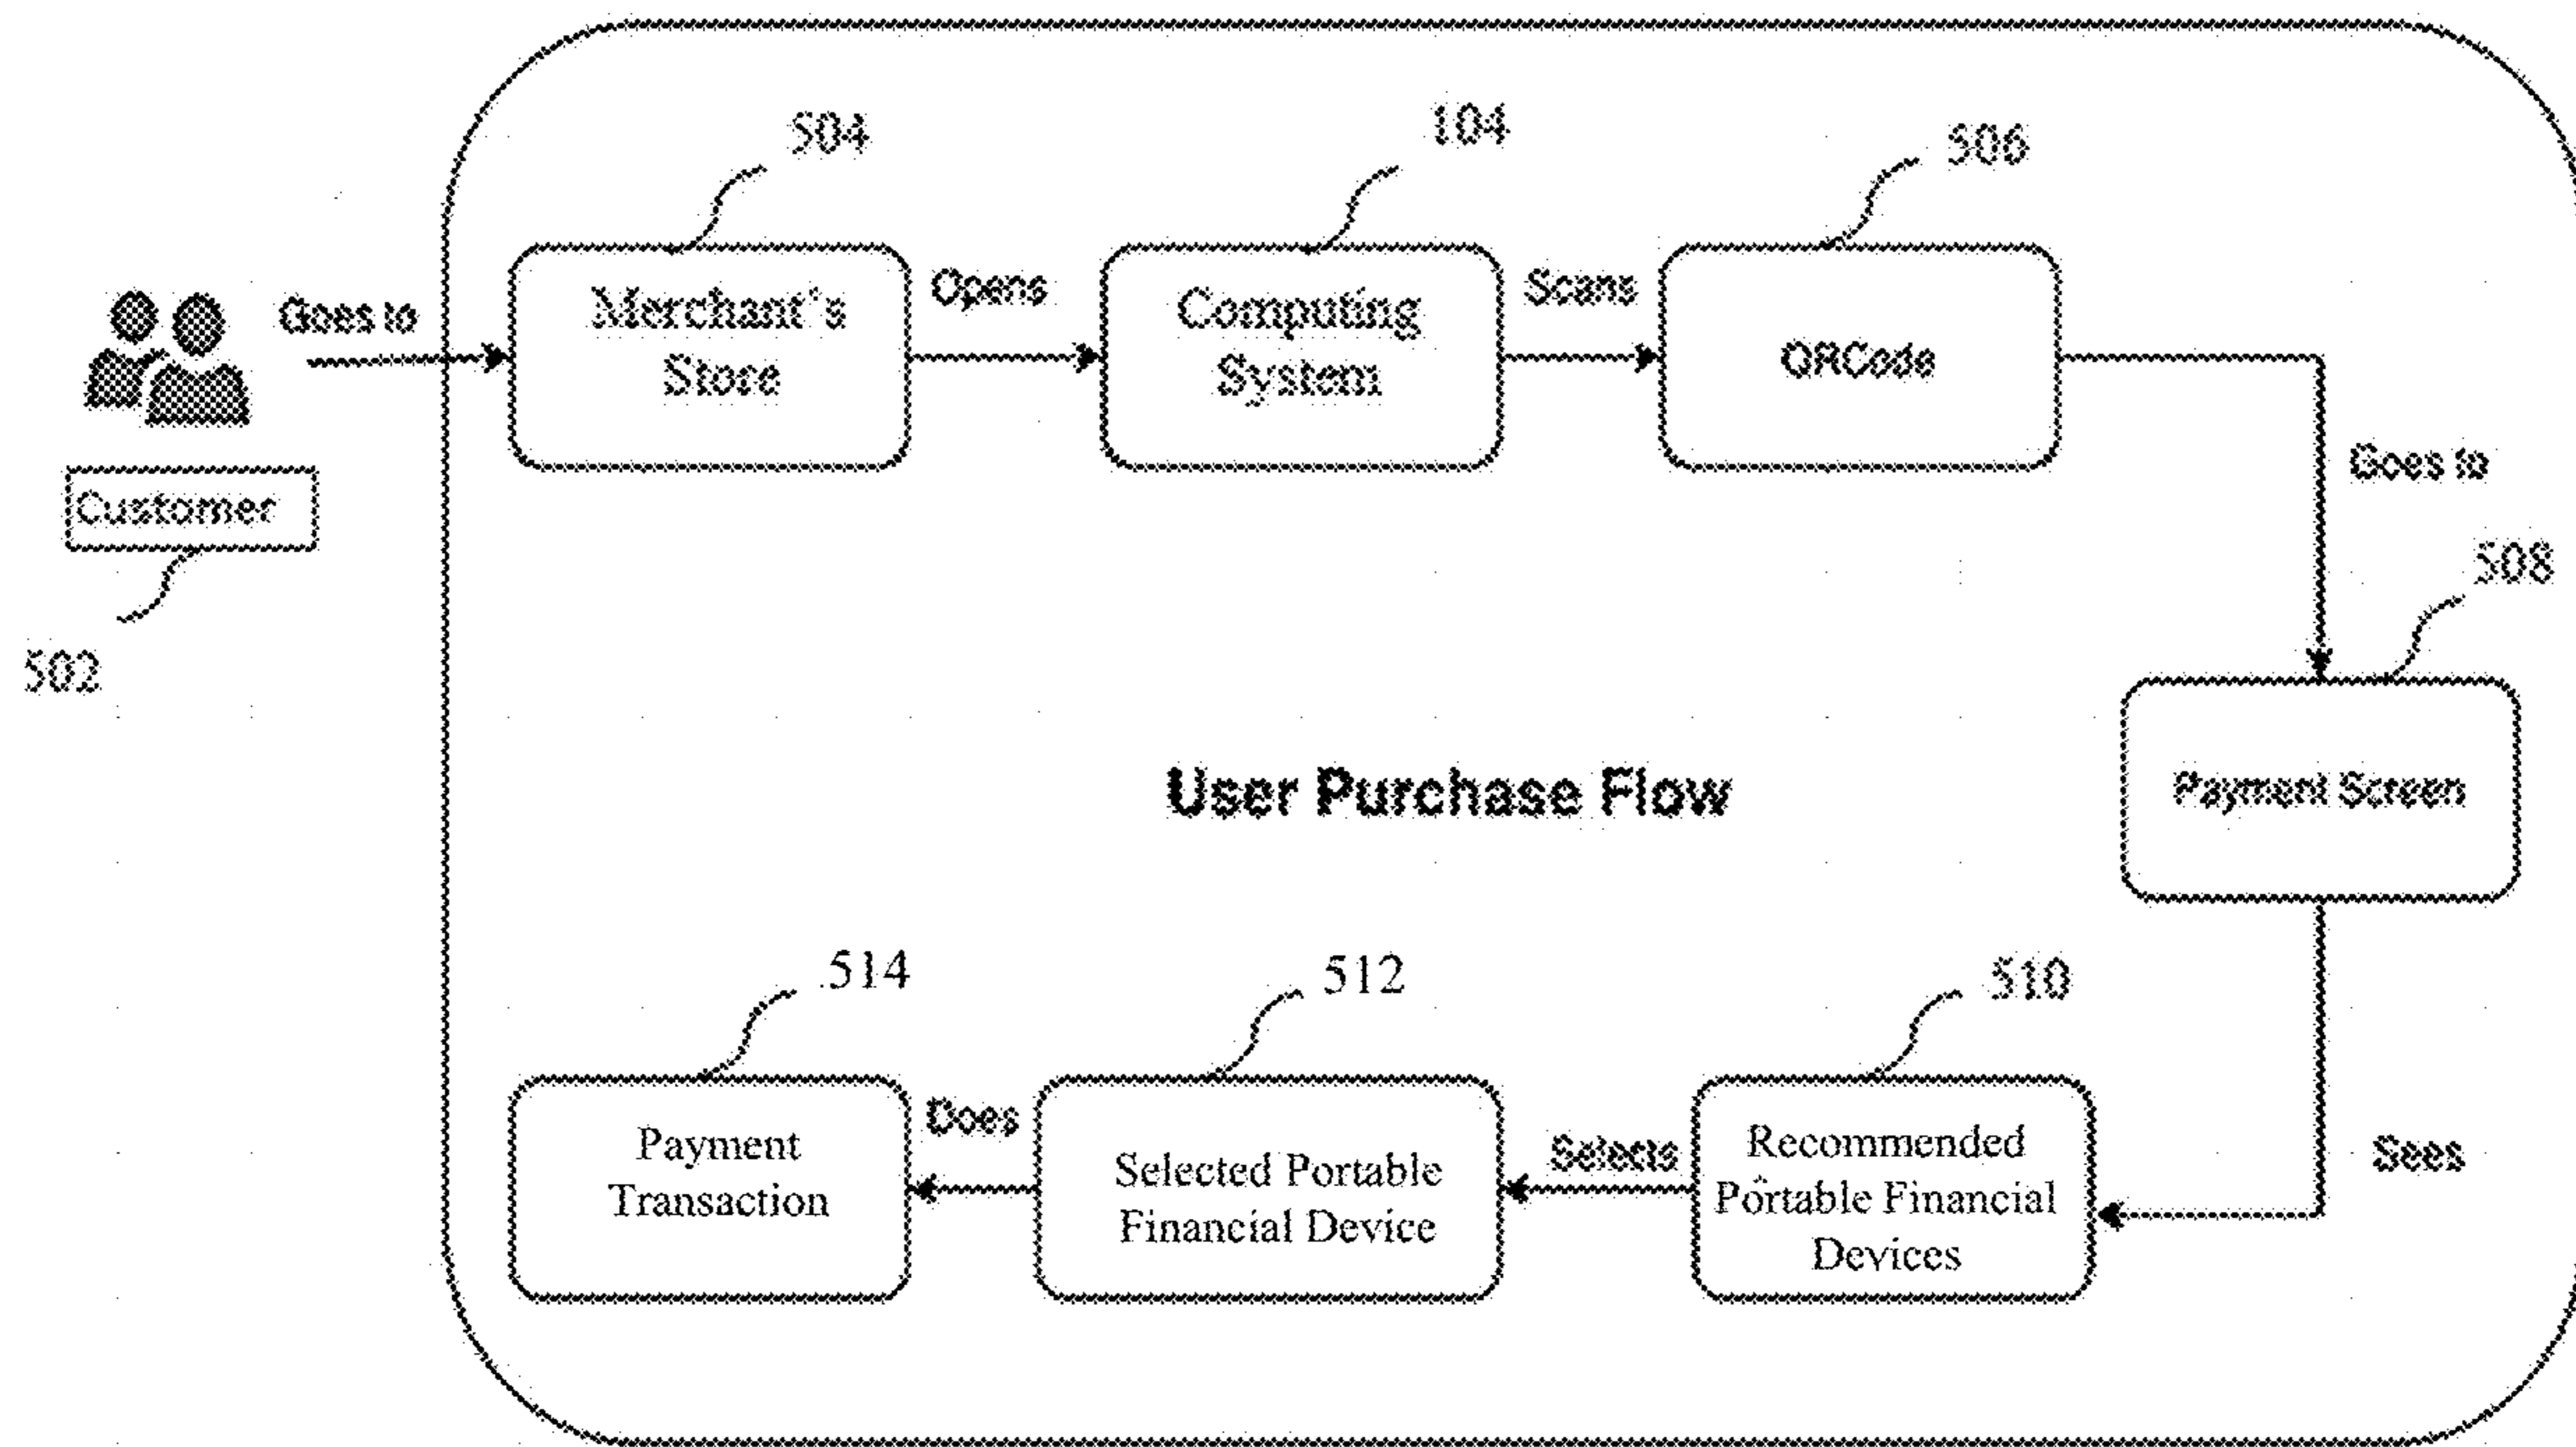 504
104
506
Goes to
Merchant's
Store
Opens
Computing
System
Scans
QRCode
Goes to
Customer
502
508
User Purchase Flow
Payment Screen
514
512
510
Payment
Transaction
Does
Selected Portable
Financial Device
Selects
Recommended
Portable Financial
Devices
Sees